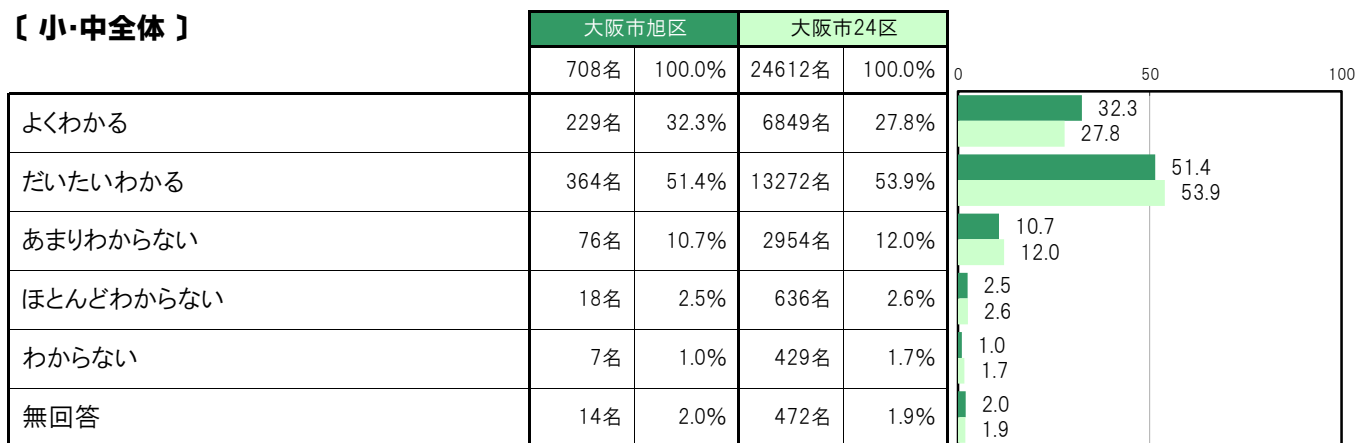 〔 小・中全体 〕
大阪市旭区 大阪市24区
708名 100.0% 24612名 100.0% 0 50 100
よくわかる 229名 32.3% 6849名 27.8% 32.3
27.8
だいたいわかる 364名 51.4% 13272名 53.9% 51.4
53.9
あまりわからない 76名 10.7% 2954名 12.0% 10.7
12.0
ほとんどわからない 18名 2.5% 636名 2.6% 2.5
2.6
わからない 7名 1.0% 429名 1.7% 1.0
1.7
無回答 14名 2.0% 472名 1.9% 2.0
1.9